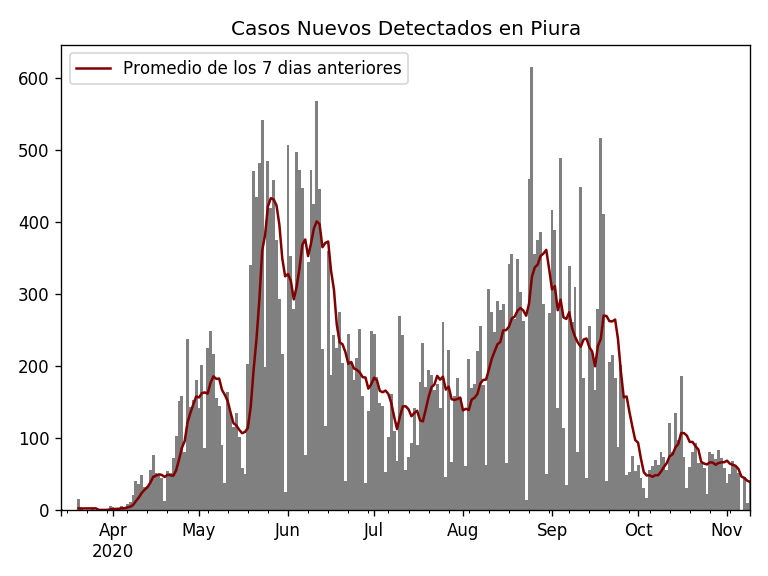 Casos Nuevos Detectados en Piura
Promedio de los 7 dias anteriores
600
500
400
300
200
100
0
Apr May Jun Jul Aug Sep Oct Nov
2020